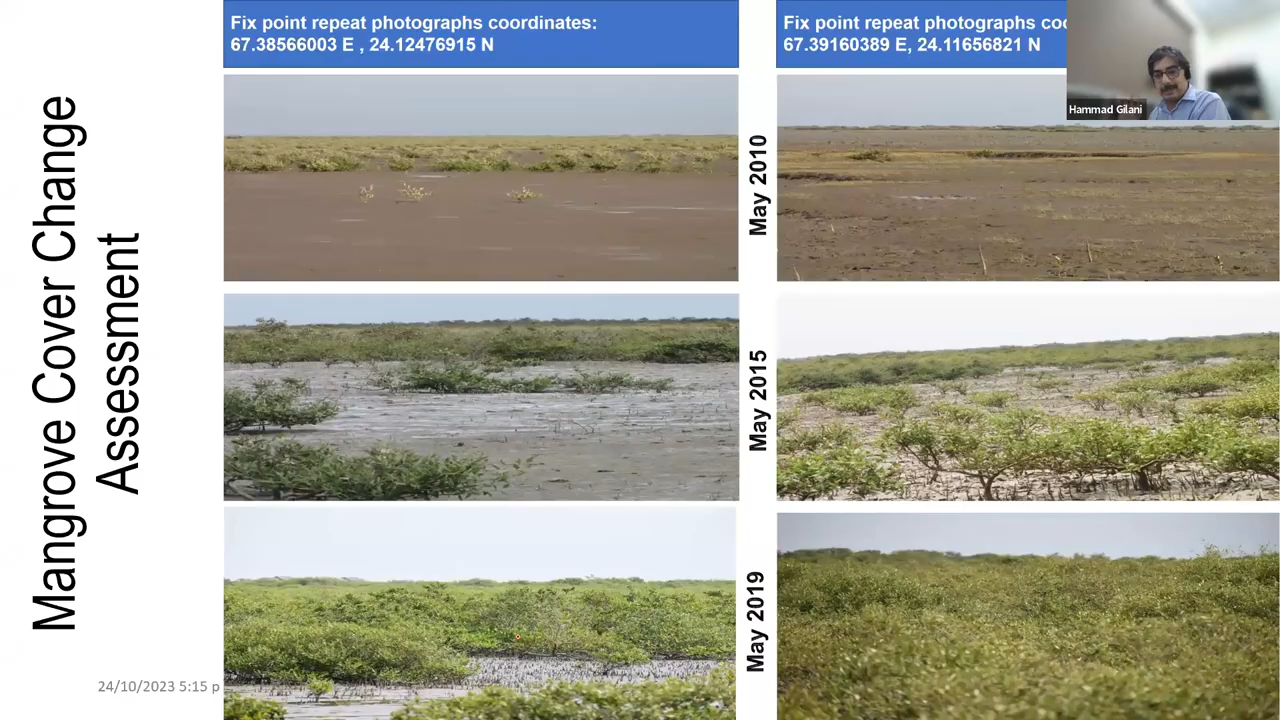 Mangrove Cover Change
Assessment
Fix point repeat photographs coordinates:
67.38566003 E , 24.12476915 N
Fix point repeat photographs
67.39160389 E, 24.11656821 N
Hammad Gilani
May 2010
May 2015
May 2019
24/10/2023 5:15 p